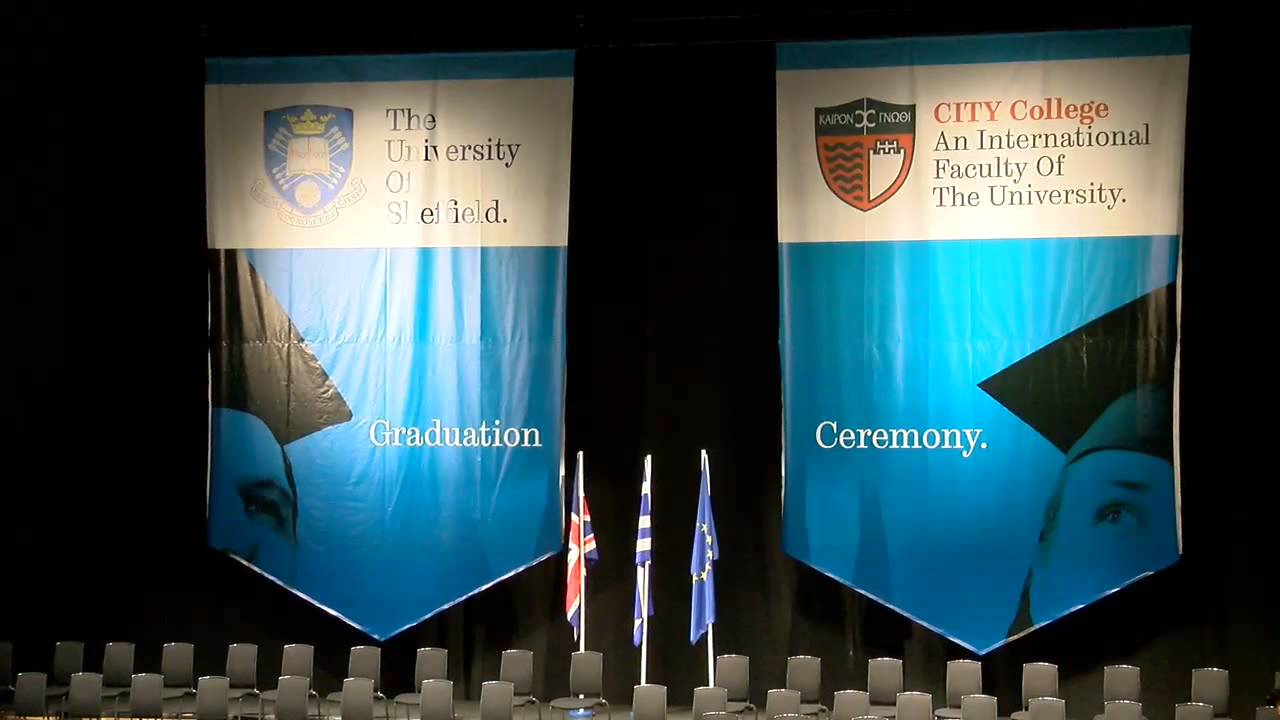 The
University
Of
Sheffield.
Graduation
ΚΑΙΡΟΝ ΓΝΩΘΙ
CITY College
An International
Faculty Of
The University.
Ceremony.